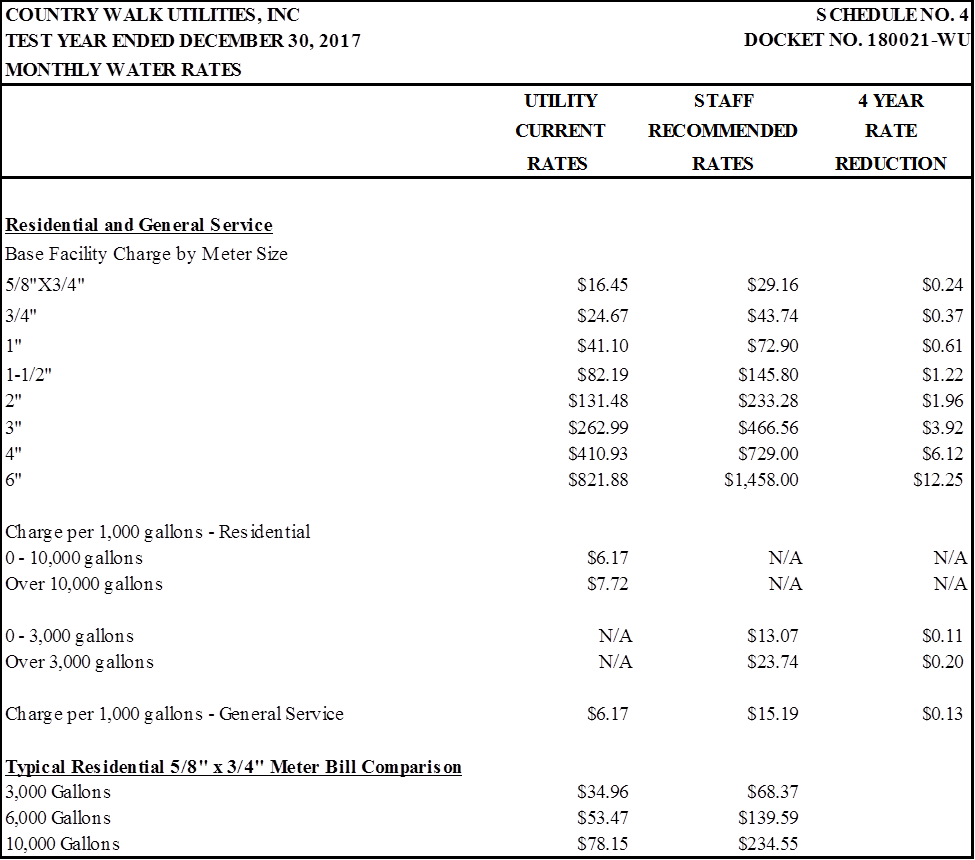 COUNTRY WALK UTILITIES, INC SCHEDULE NO. 4
TEST YEAR ENDED DECEMBER 30, 2017 DOCKET NO. 180021-WU
MONTHLY WATER RATES
UTILITY STAFF 4 YEAR
CURRENT RECOMMENDED RATE
RATES RATES REDUCTION
Residential and General Service
Base Facility Charge by Meter Size
5/8"X3/4" $16.45 $29.16 $0.24
3/4" $24.67 $43.74 $0.37
1" $41.10 $72.90 $0.61
1-1/2" $82.19 $145.80 $1.22
2" $131.48 $233.28 $1.96
3" $262.99 $466.56 $3.92
4" $410.93 $729.00 $6.12
6" $821.88 $1,458.00 $12.25
Charge per 1,000 gallons - Residential
0 - 10,000 gallons $6.17 N/A N/A
Over 10,000 gallons $7.72 N/A N/A
0 - 3,000 gallons N/A $13.07 $0.11
Over 3,000 gallons N/A $23.74 $0.20
Charge per 1,000 gallons - General Service $6.17 $15.19 $0.13
Typical Residential 5/8" x 3/4" Meter Bill Comparison
3,000 Gallons $34.96 $68.37
6,000 Gallons $53.47 $139.59
10,000 Gallons $78.15 $234.55